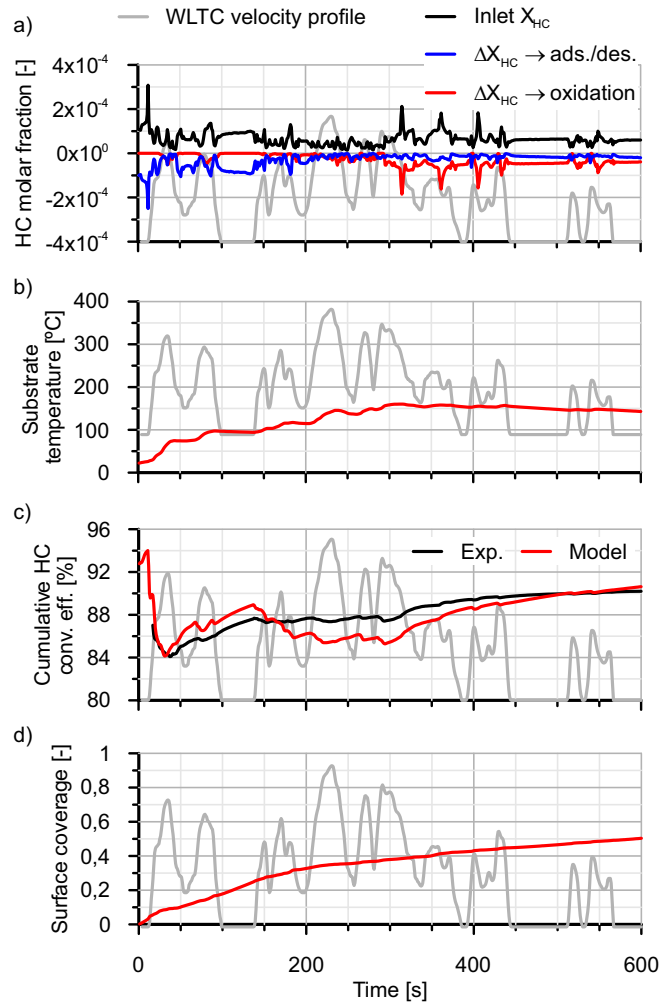 WLTC velocity profile
Inlet X_HC
ΔX_HC → ads./des.
ΔX_HC → oxidation
a)
HC molar fraction [-]
4x10⁻⁴
2x10⁻⁴
0x10⁰
-2x10⁻⁴
-4x10⁻⁴
b)
Substrate
temperature [ºC]
400
300
200
100
0
c)
Cumulative HC
conv. eff. [%]
96
92
88
84
80
Exp.
Model
d)
Surface coverage [-]
1
0,8
0,6
0,4
0,2
0
0
200
400
600
Time [s]